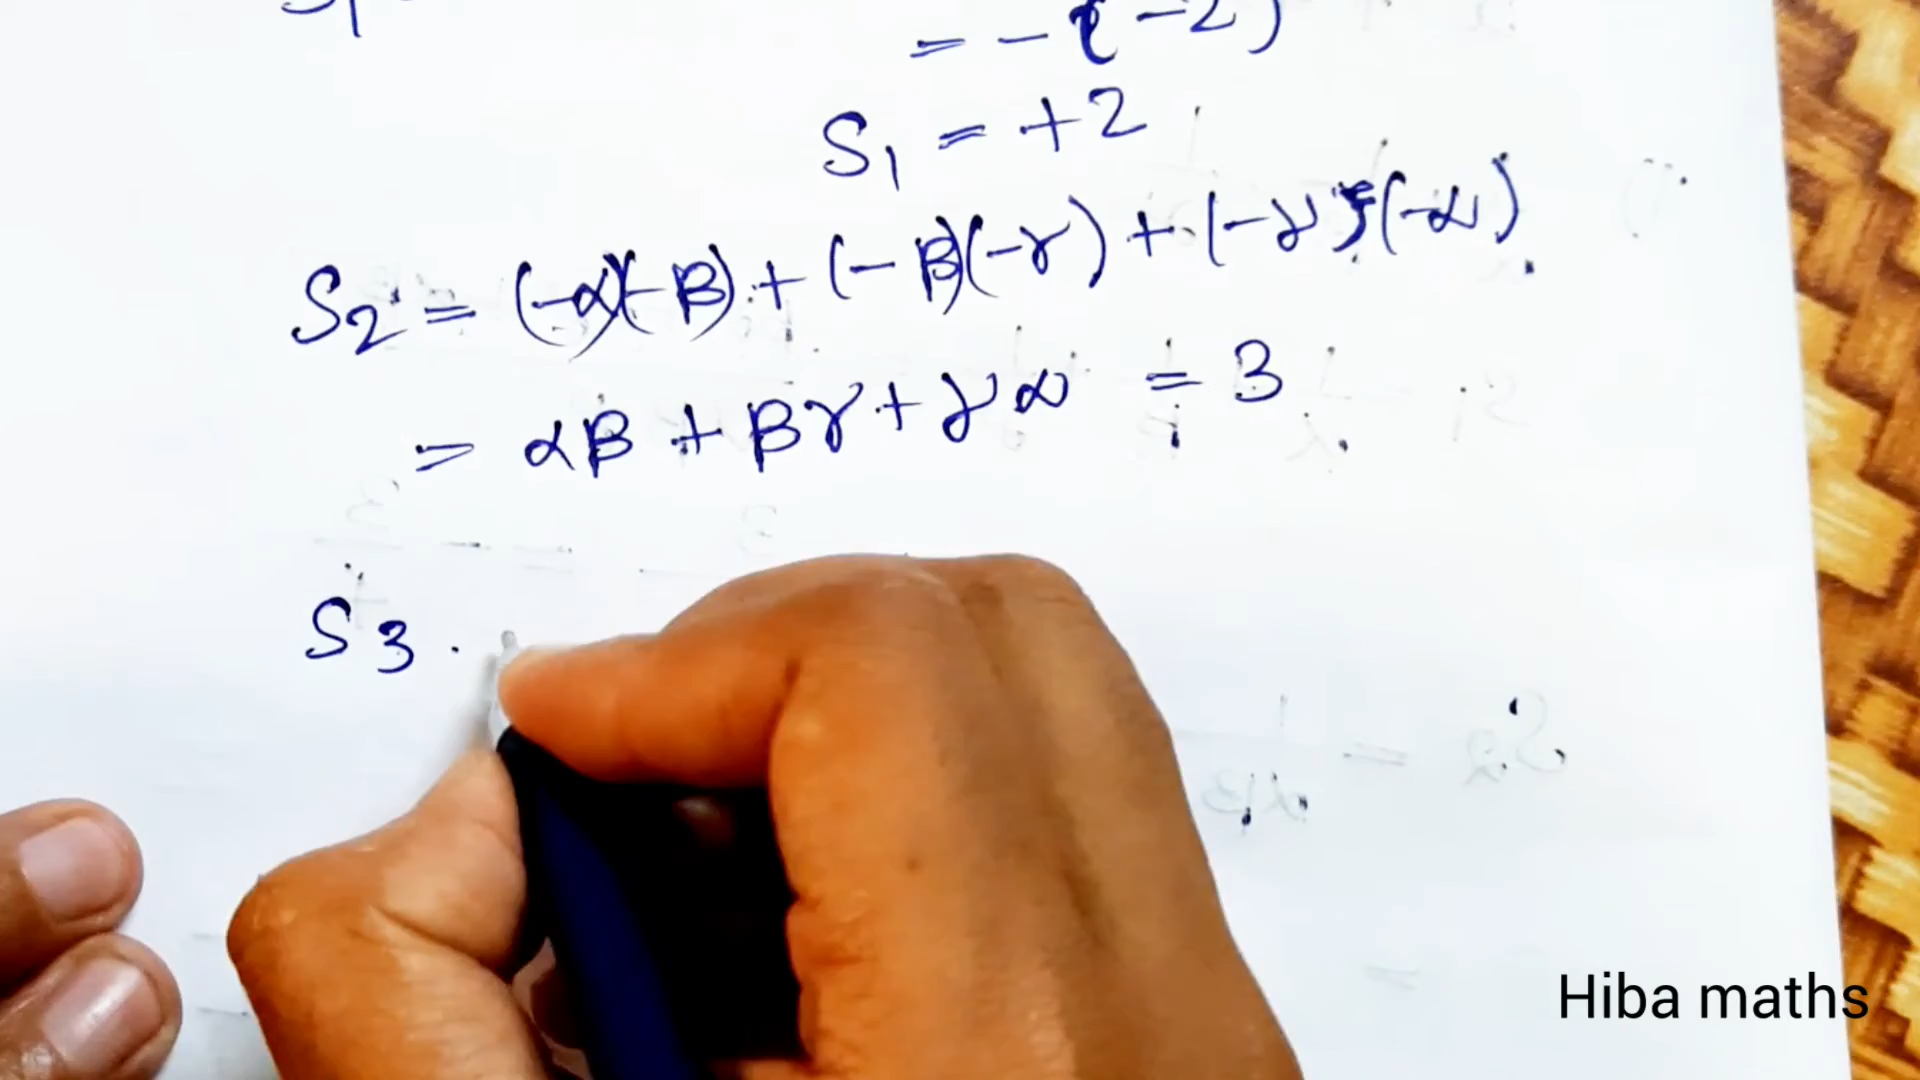 = - (-2)
S₁ = +2
S₂ = (-α)(-β) + (-β)(-γ) + (-γ)(-α)
= αβ + βγ + γα = 3
S₃
Hiba maths